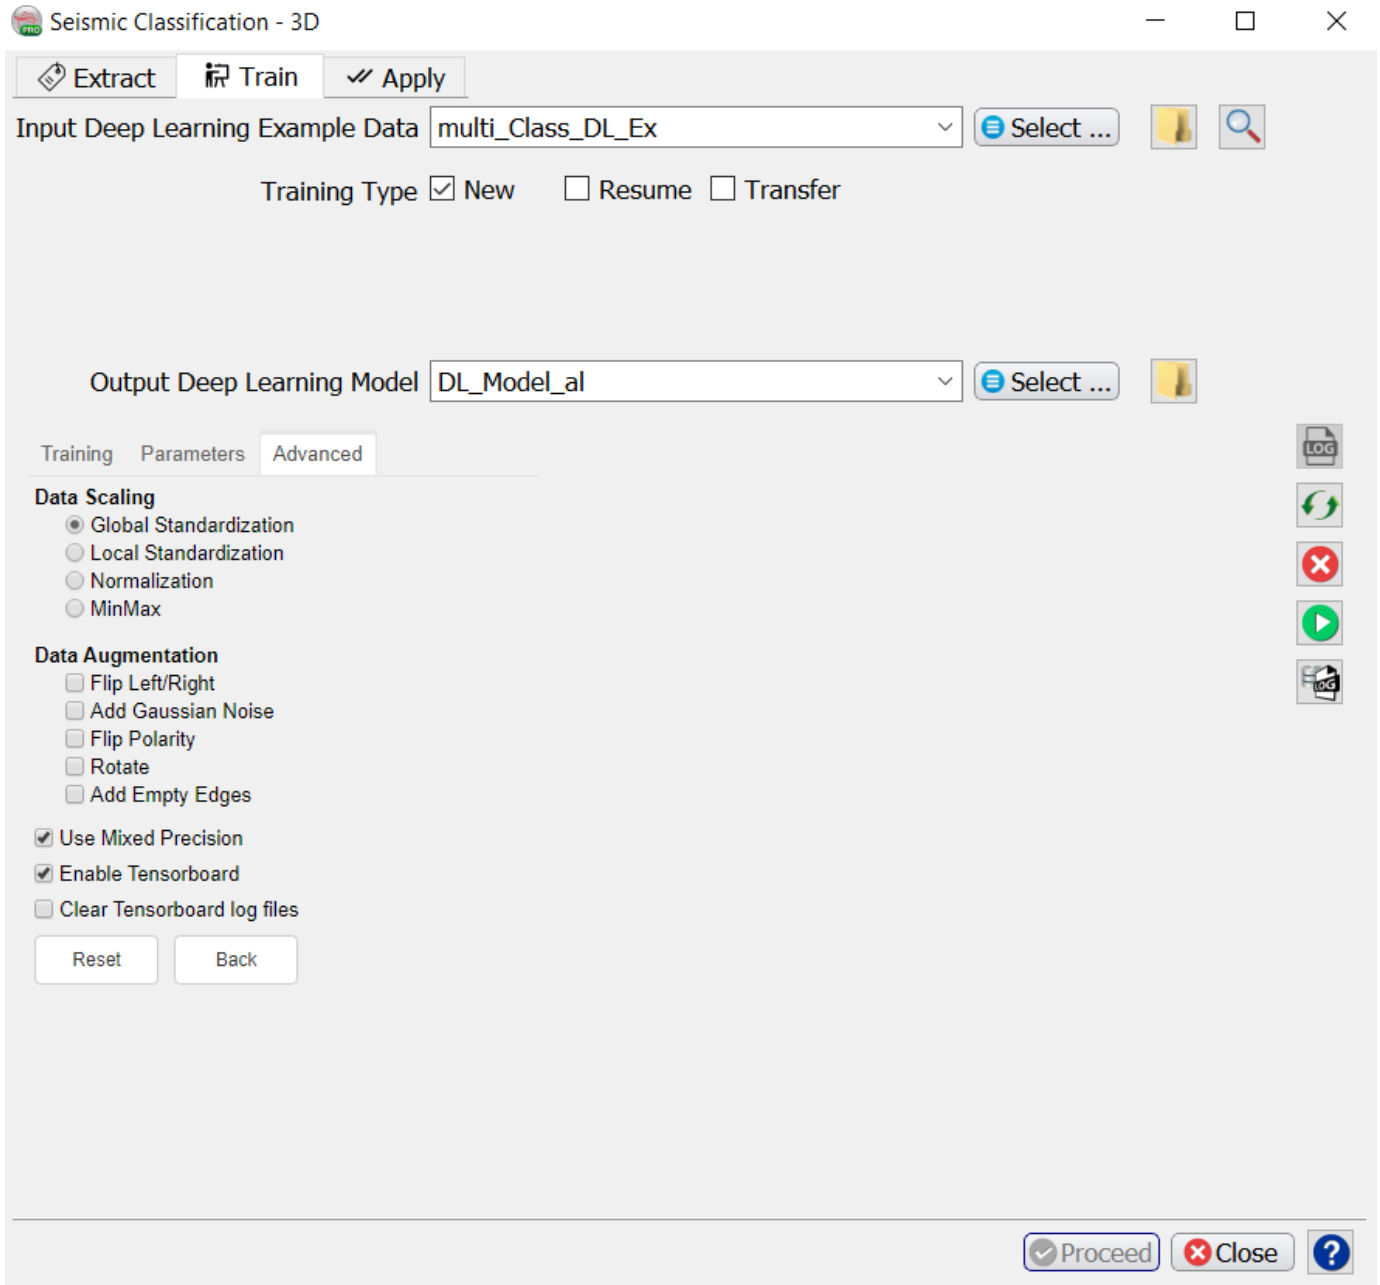 Seismic Classification - 3D
Extract Train Apply
Input Deep Learning Example Data multi_Class_DL_Ex Select ...
Training Type New Resume Transfer
Output Deep Learning Model DL_Model_al Select ...
Training Parameters Advanced
LOG
Data Scaling
Global Standardization
Local Standardization
Normalization
MinMax
Data Augmentation
LOG
Flip Left/Right
Add Gaussian Noise
Flip Polarity
Rotate
Add Empty Edges
Use Mixed Precision
Enable Tensorboard
Clear Tensorboard log files
Reset Back
Proceed Close ?